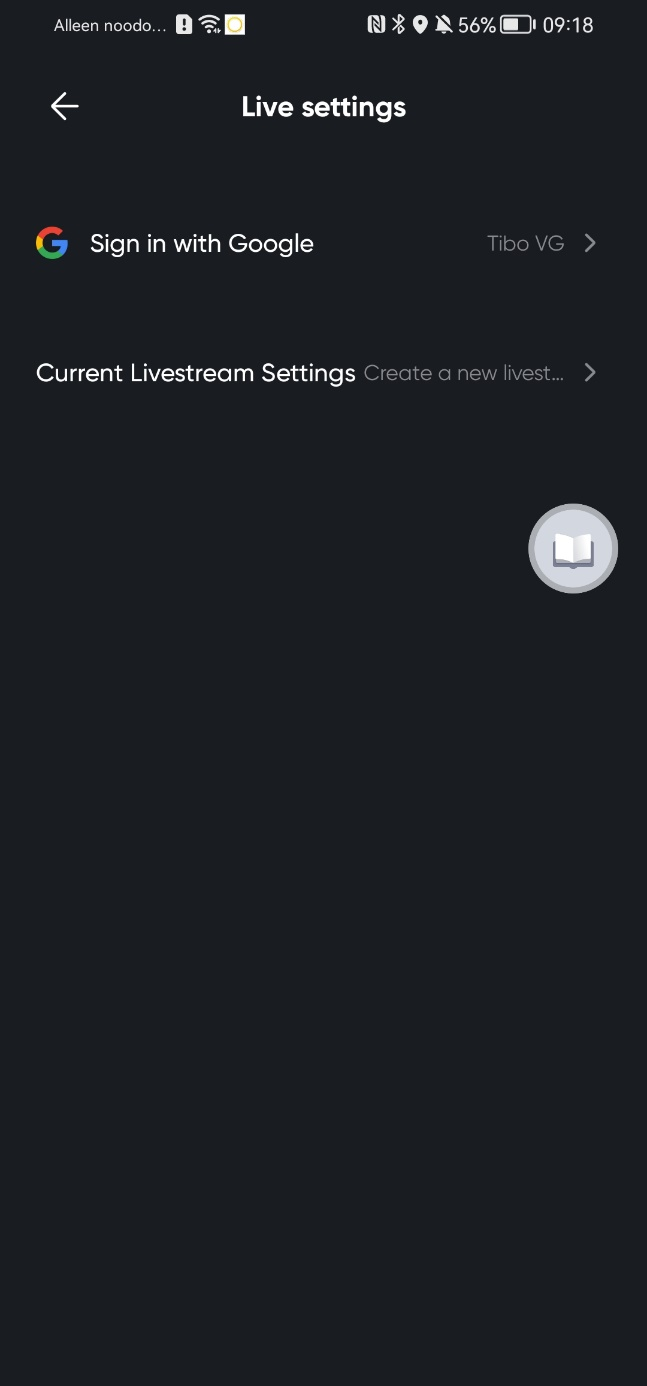 Alleen noodo... 56% 09:18
Live settings
Sign in with Google Tibo VG
Current Livestream Settings Create a new livest...